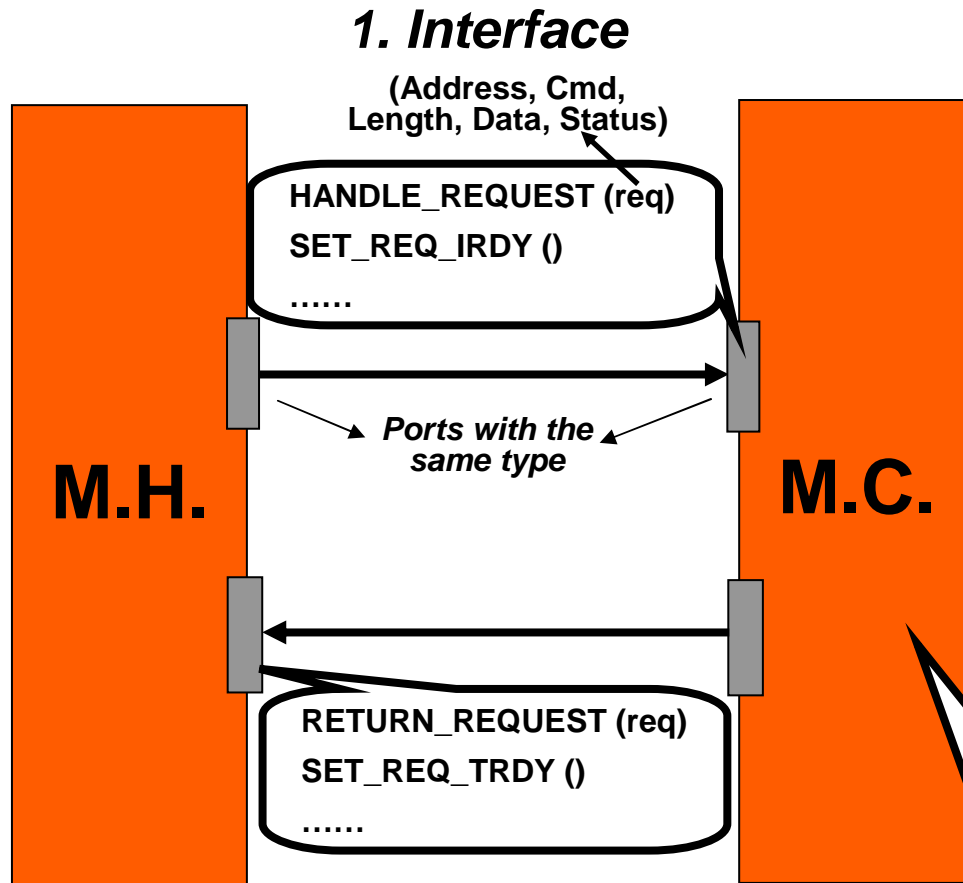 1. Interface
(Address, Cmd,
Length, Data, Status)
HANDLE_REQUEST (req)
SET_REQ_IRDY ()
......
Ports with the
same type
M.H.
M.C.
RETURN_REQUEST (req)
SET_REQ_TRDY ()
......